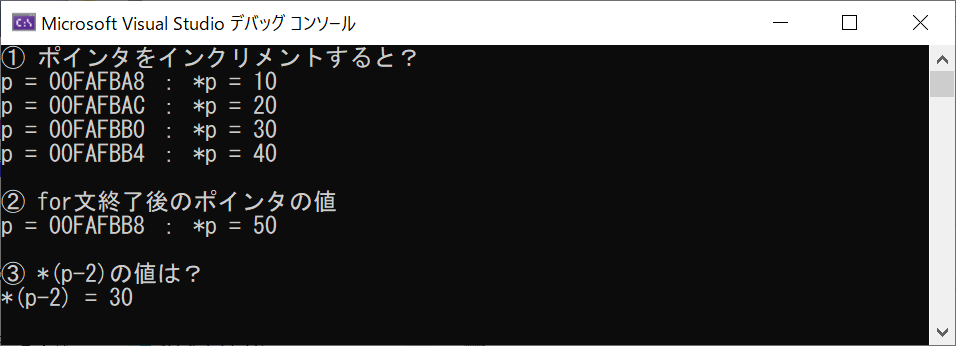 Microsoft Visual Studio デバッグ コンソール
① ポインタをインクリメントすると？
p = 00FAFBA8 : *p = 10
p = 00FAFBAC : *p = 20
p = 00FAFBB0 : *p = 30
p = 00FAFBB4 : *p = 40
② for文終了後のポインタの値
p = 00FAFBB8 : *p = 50
③ *(p-2)の値は？
*(p-2) = 30